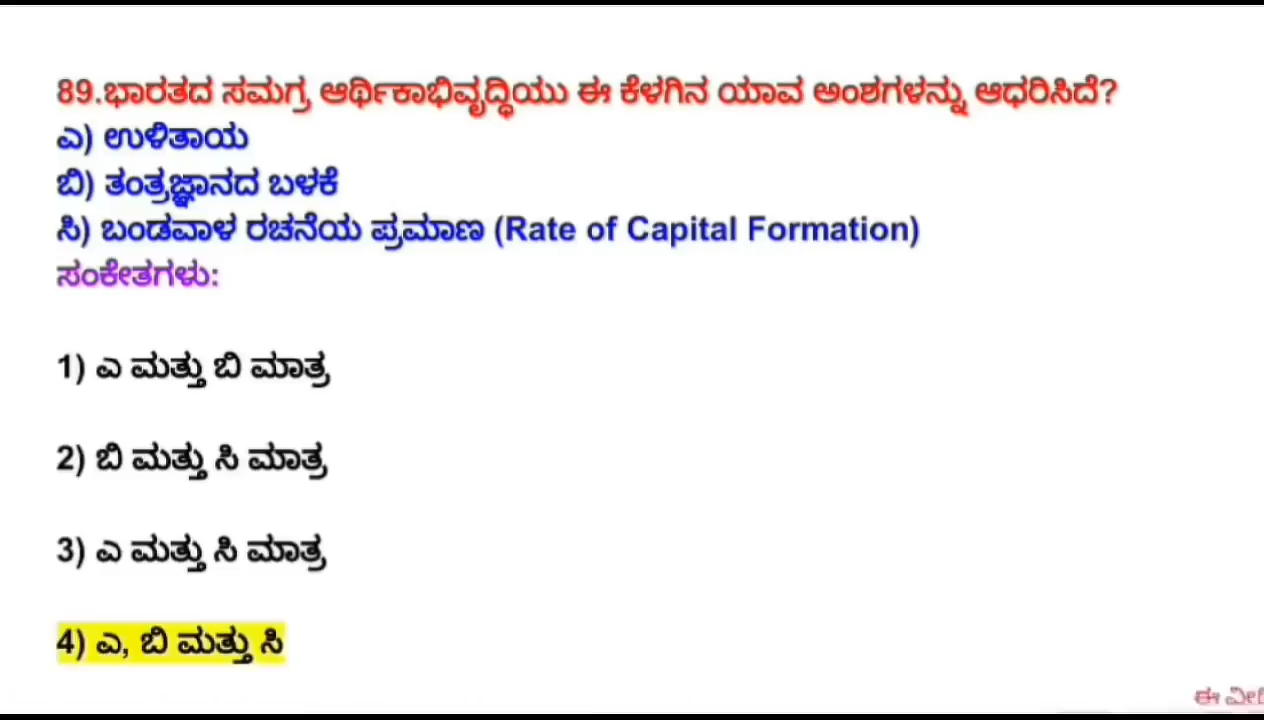 89.ಭಾರತದ ಸಮಗ್ರ ಆರ್ಥಿಕಾಭಿವೃದ್ಧಿಯು ಈ ಕೆಳಗಿನ ಯಾವ ಅಂಶಗಳನ್ನು ಆಧರಿಸಿದೆ?
ಎ) ಉಳಿತಾಯ
ಬಿ) ತಂತ್ರಜ್ಞಾನದ ಬಳಕೆ
ಸಿ) ಬಂಡವಾಳ ರಚನೆಯ ಪ್ರಮಾಣ (Rate of Capital Formation)
ಸಂಕೇತಗಳು:
1) ಎ ಮತ್ತು ಬಿ ಮಾತ್ರ
2) ಬಿ ಮತ್ತು ಸಿ ಮಾತ್ರ
3) ಎ ಮತ್ತು ಸಿ ಮಾತ್ರ
4) ಎ, ಬಿ ಮತ್ತು ಸಿ
ಈ